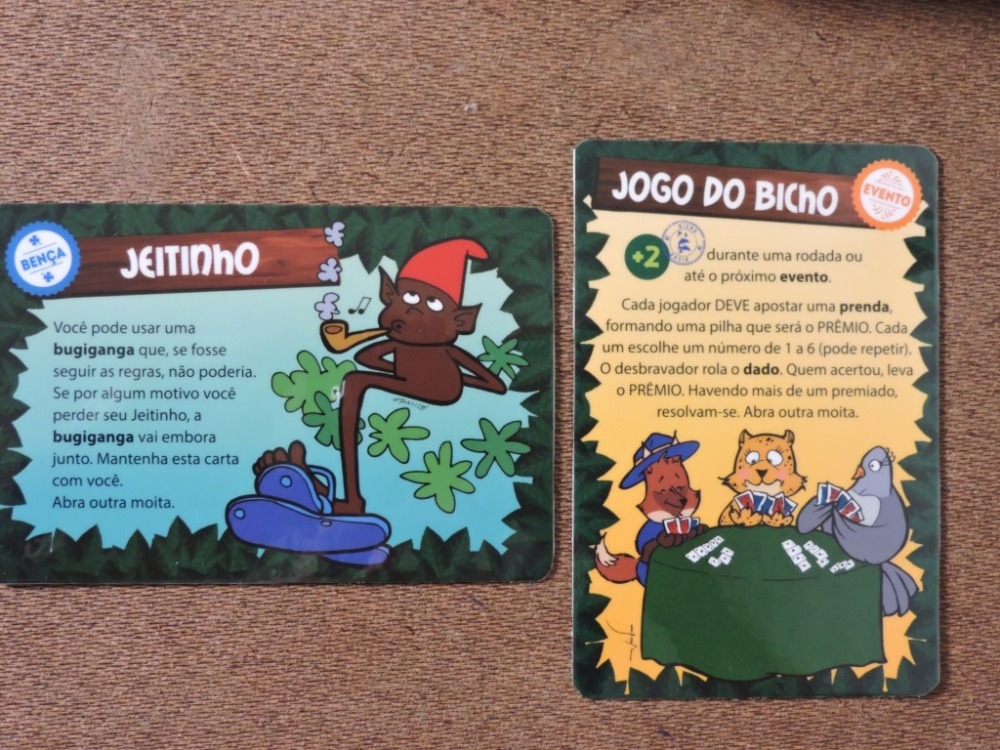 BENÇA
JEITINHO
Você pode usar uma
bugiganga que, se fosse
seguir as regras, não poderia.
Se por algum motivo você
perder seu Jeitinho, a
bugiganga vai embora
junto. Mantenha esta carta
com você.
Abra outra moita.
FRANCO
JOGO DO BICHO
EVENTO
+2
durante uma rodada ou
até o próximo evento.
Cada jogador DEVE apostar uma prenda,
formando uma pilha que será o PRÊMIO. Cada
um escolhe um número de 1 a 6 (pode repetir).
O desbravador rola o dado. Quem acertou, leva
o PRÊMIO. Havendo mais de um premiado,
resolvam-se. Abra outra moita.